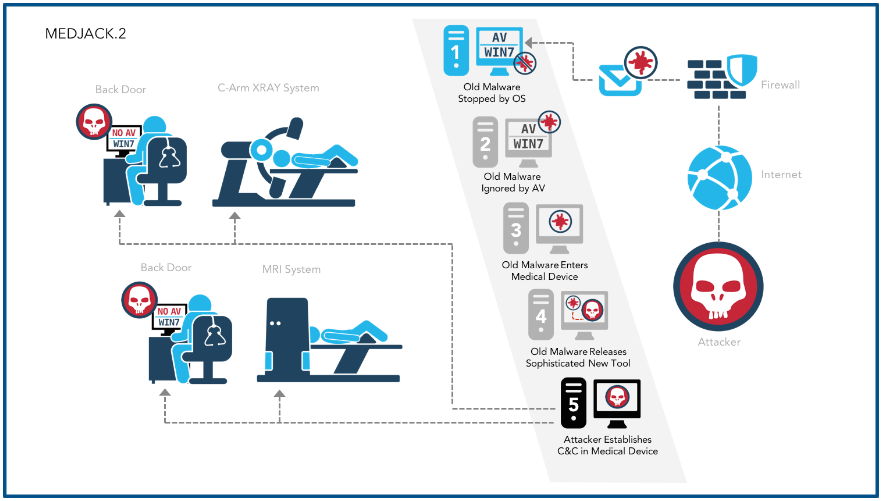 MEDJACK.2
Back Door
C-Arm XRAY System
NO AV
WIN7
1
AV
WIN7
Old Malware
Stopped by OS
Firewall
2
AV
WIN7
Old Malware
Ignored by AV
Internet
3
Old Malware Enters
Medical Device
Back Door
MRI System
NO AV
WIN7
4
Old Malware Releases
Sophisticated New Tool
Attacker
5
Attacker Establishes
C&C in Medical Device